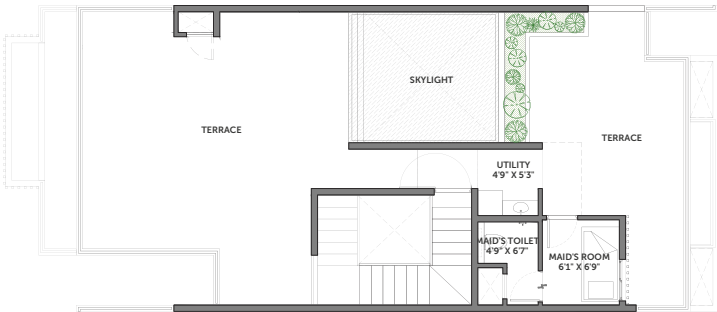 SKYLIGHT
TERRACE
TERRACE
UTILITY
4'9" X 5'3"
MAID'S TOILET
4'9" X 6'7"
MAID'S ROOM
6'1" X 6'9"